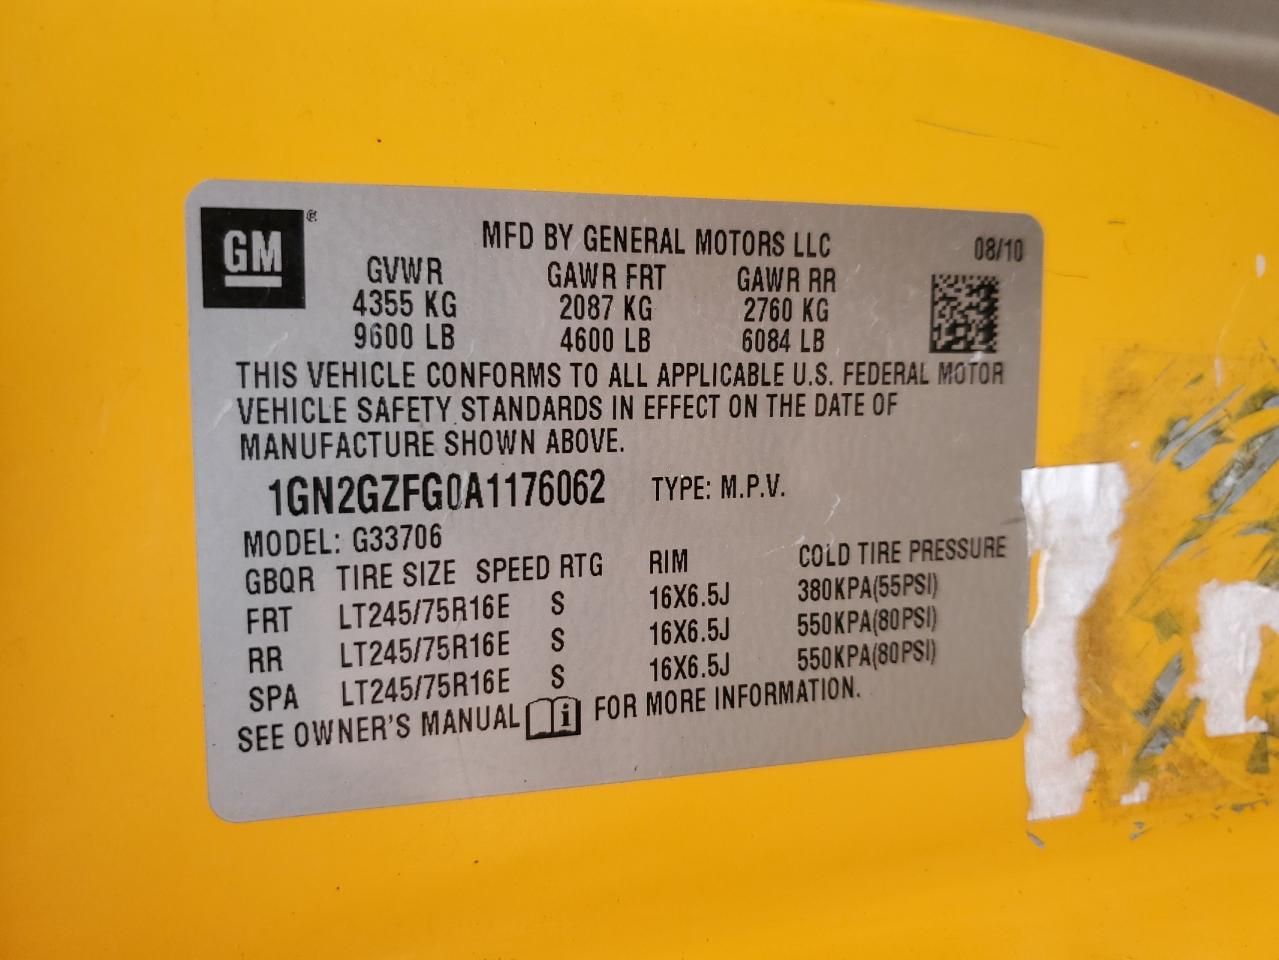 GM ®
MFD BY GENERAL MOTORS LLC 08/10
GVWR GAWR FRT GAWR RR
4355 KG 2087 KG 2760 KG
9600 LB 4600 LB 6084 LB
THIS VEHICLE CONFORMS TO ALL APPLICABLE U.S. FEDERAL MOTOR
VEHICLE SAFETY STANDARDS IN EFFECT ON THE DATE OF
MANUFACTURE SHOWN ABOVE.
1GN2GZFG0A1176062 TYPE: M.P.V.
MODEL: G33706
GBQR TIRE SIZE SPEED RTG RIM COLD TIRE PRESSURE
FRT LT245/75R16E S 16X6.5J 380KPA(55PSI)
RR LT245/75R16E S 16X6.5J 550KPA(80PSI)
SPA LT245/75R16E S 16X6.5J 550KPA(80PSI)
SEE OWNER'S MANUAL i FOR MORE INFORMATION.